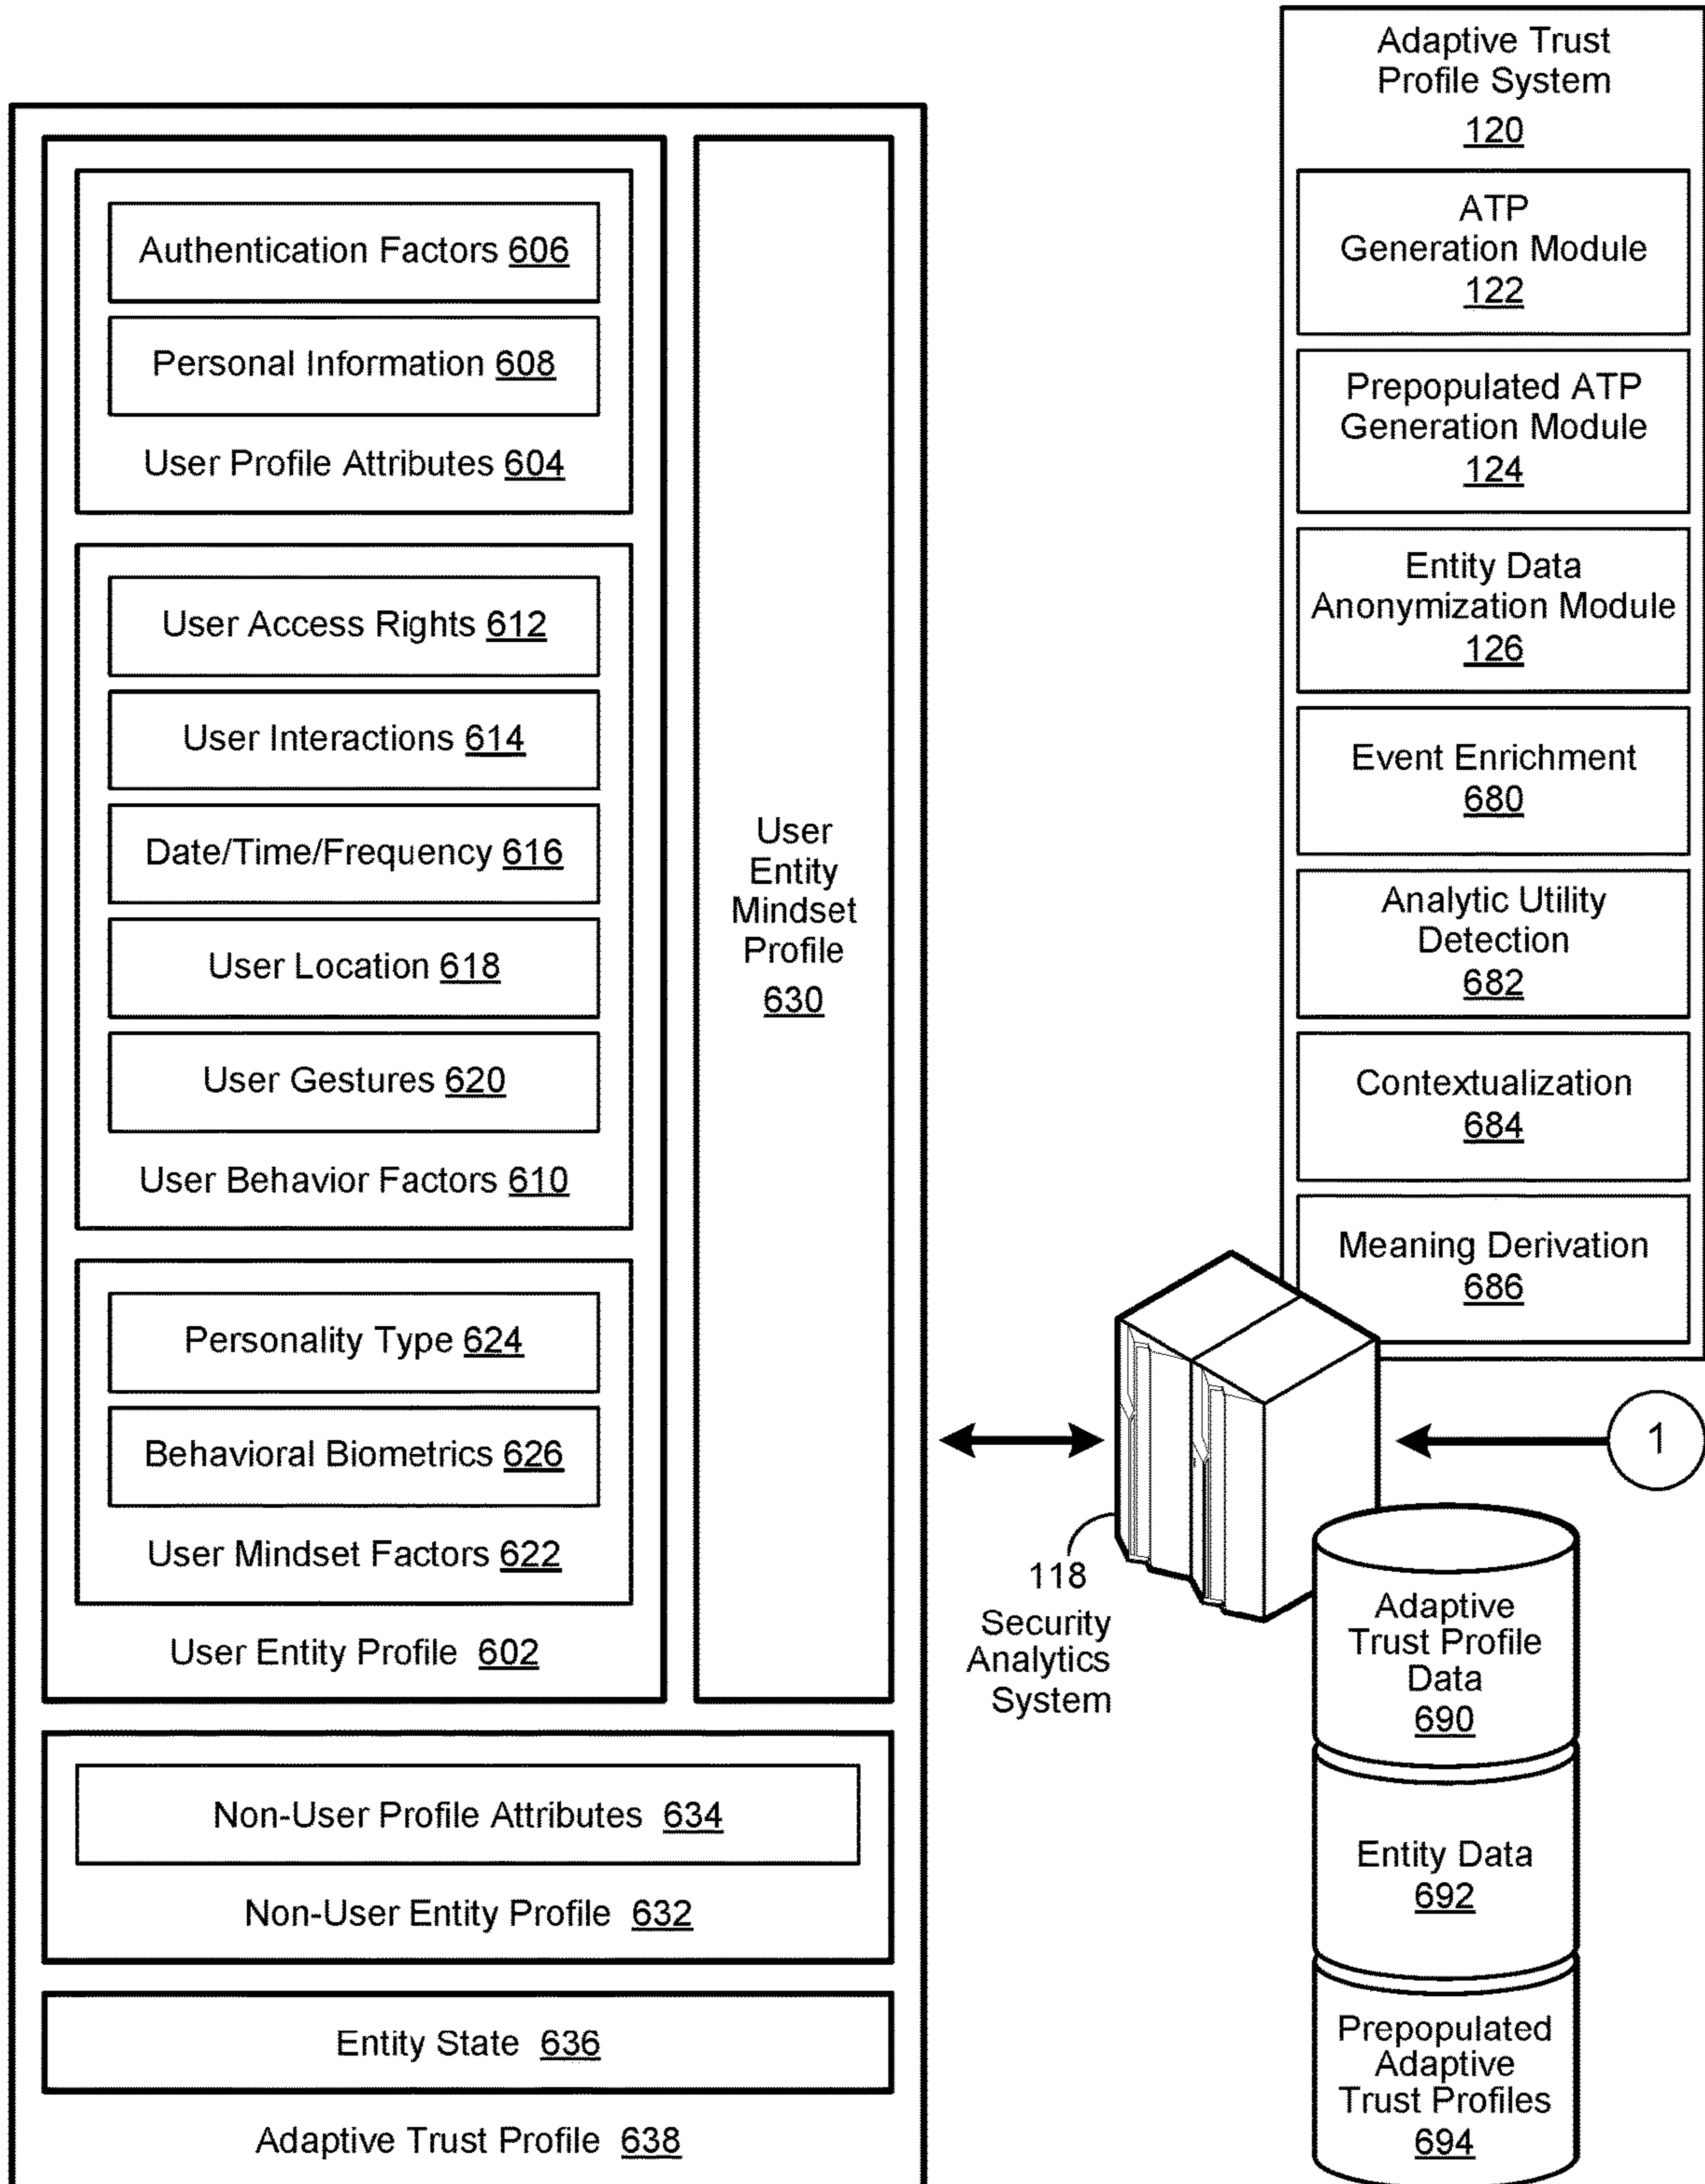 Authentication Factors 606
Personal Information 608
User Profile Attributes 604
User Access Rights 612
User Interactions 614
Date/Time/Frequency 616
User Location 618
User Gestures 620
User Behavior Factors 610
Personality Type 624
Behavioral Biometrics 626
User Mindset Factors 622
User Entity Profile 602
User
Entity
Mindset
Profile
630
Non-User Profile Attributes 634
Non-User Entity Profile 632
Entity State 636
Adaptive Trust Profile 638
Adaptive Trust
Profile System
120
ATP
Generation Module
122
Prepopulated ATP
Generation Module
124
Entity Data
Anonymization Module
126
Event Enrichment
680
Analytic Utility
Detection
682
Contextualization
684
Meaning Derivation
686
1
118
Security
Analytics
System
Adaptive
Trust Profile
Data
690
Entity Data
692
Prepopulated
Adaptive
Trust Profiles
694